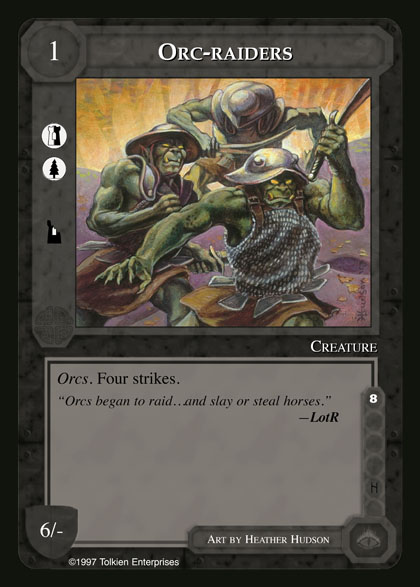 1
ORC-RAIDERS
CREATURE
Orcs. Four strikes.
“Orcs began to raid…and slay or steal horses.”
—LotR
8
6/-
ART BY HEATHER HUDSON
©1997 Tolkien Enterprises